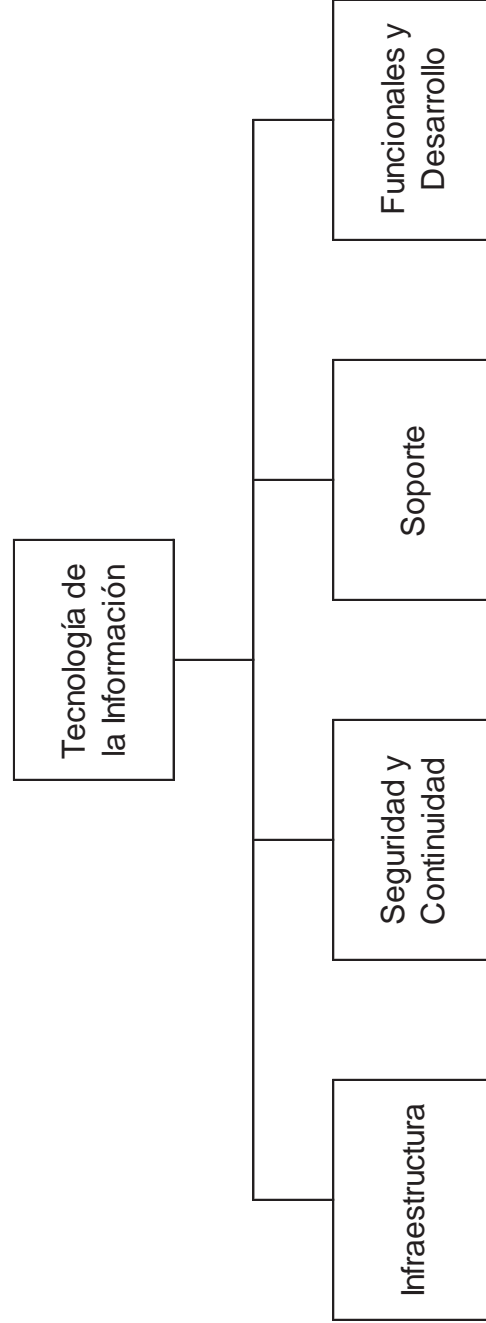 Tecnología de
la Información
Infraestructura
Seguridad y
Continuidad
Soporte
Funcionales y
Desarrollo